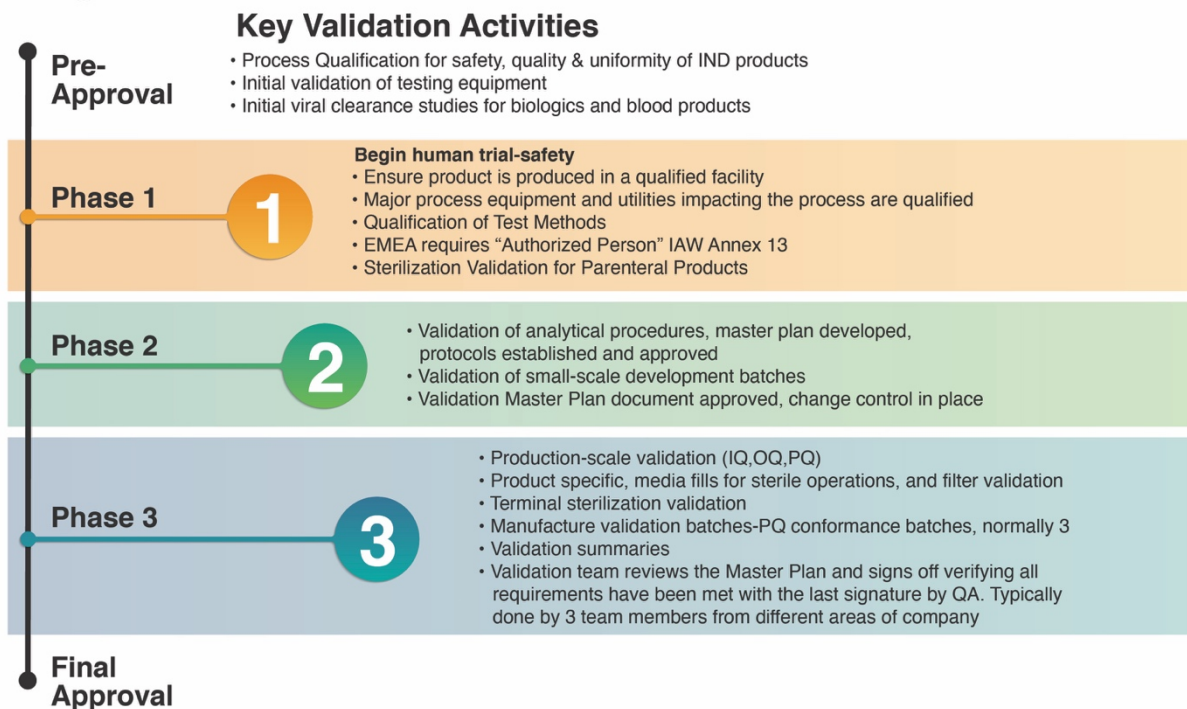 Key Validation Activities
Pre-
Approval
• Process Qualification for safety, quality & uniformity of IND products
• Initial validation of testing equipment
• Initial viral clearance studies for biologics and blood products
Phase 1
1
Begin human trial-safety
• Ensure product is produced in a qualified facility
• Major process equipment and utilities impacting the process are qualified
• Qualification of Test Methods
• EMEA requires “Authorized Person” IAW Annex 13
• Sterilization Validation for Parenteral Products
Phase 2
2
• Validation of analytical procedures, master plan developed,
protocols established and approved
• Validation of small-scale development batches
• Validation Master Plan document approved, change control in place
Phase 3
3
• Production-scale validation (IQ,OQ,PQ)
• Product specific, media fills for sterile operations, and filter validation
• Terminal sterilization validation
• Manufacture validation batches-PQ conformance batches, normally 3
• Validation summaries
• Validation team reviews the Master Plan and signs off verifying all
requirements have been met with the last signature by QA. Typically
done by 3 team members from different areas of company
Final
Approval